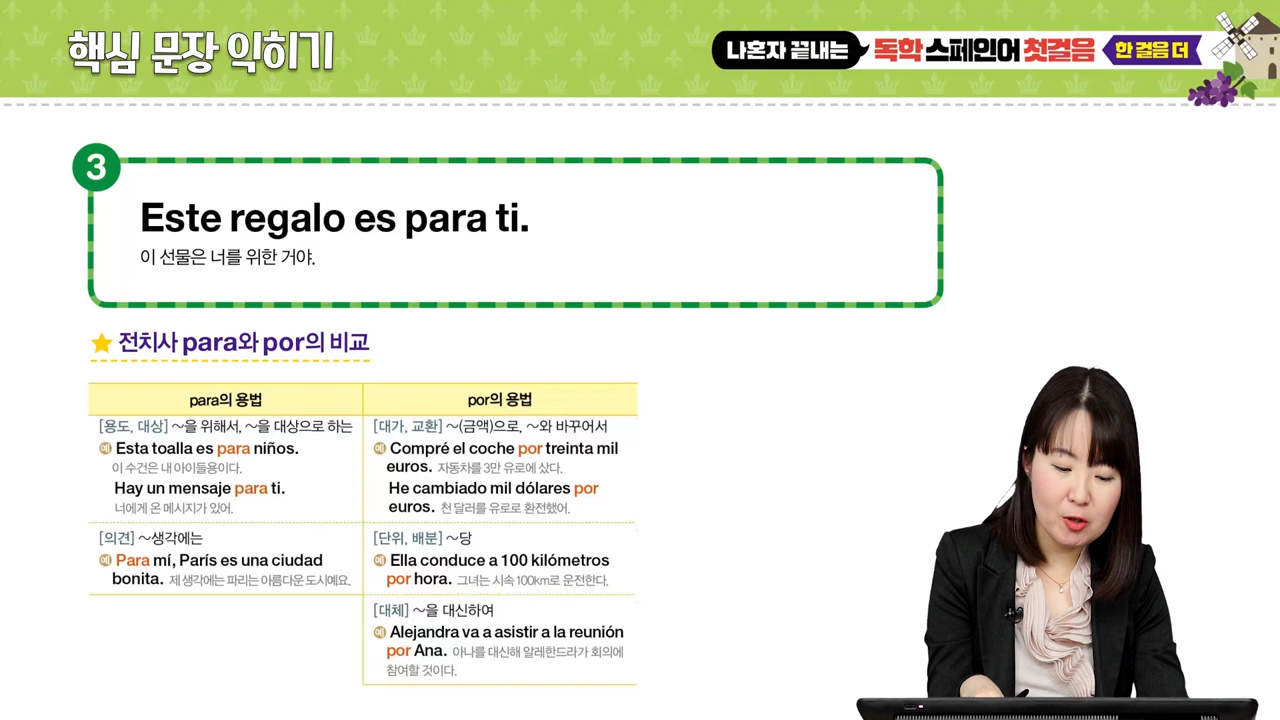 핵심 문장 익히기
나혼자 끝내는 독학 스페인어 첫걸음 한 걸음 더
3
Este regalo es para ti.
이 선물은 너를 위한 거야.
전치사 para와 por의 비교
para의 용법
[용도, 대상] ~을 위해서, ~을 대상으로 하는
예 Esta toalla es para niños.
이 수건은 내 아이들용이다.
Hay un mensaje para ti.
너에게 온 메시지가 있어.
[의견] ~생각에는
예 Para mí, París es una ciudad
bonita. 제 생각에는 파리는 아름다운 도시예요.
por의 용법
[대가, 교환] ~(금액)으로, ~와 바꾸어서
예 Compré el coche por treinta mil
euros. 자동차를 3만 유로에 샀다.
He cambiado mil dólares por
euros. 천 달러를 유로로 환전했어.
[단위, 배분] ~당
예 Ella conduce a 100 kilómetros
por hora. 그녀는 시속 100km로 운전한다.
[대체] ~을 대신하여
예 Alejandra va a asistir a la reunión
por Ana. 아나를 대신해 알레한드라가 회의에
참여할 것이다.